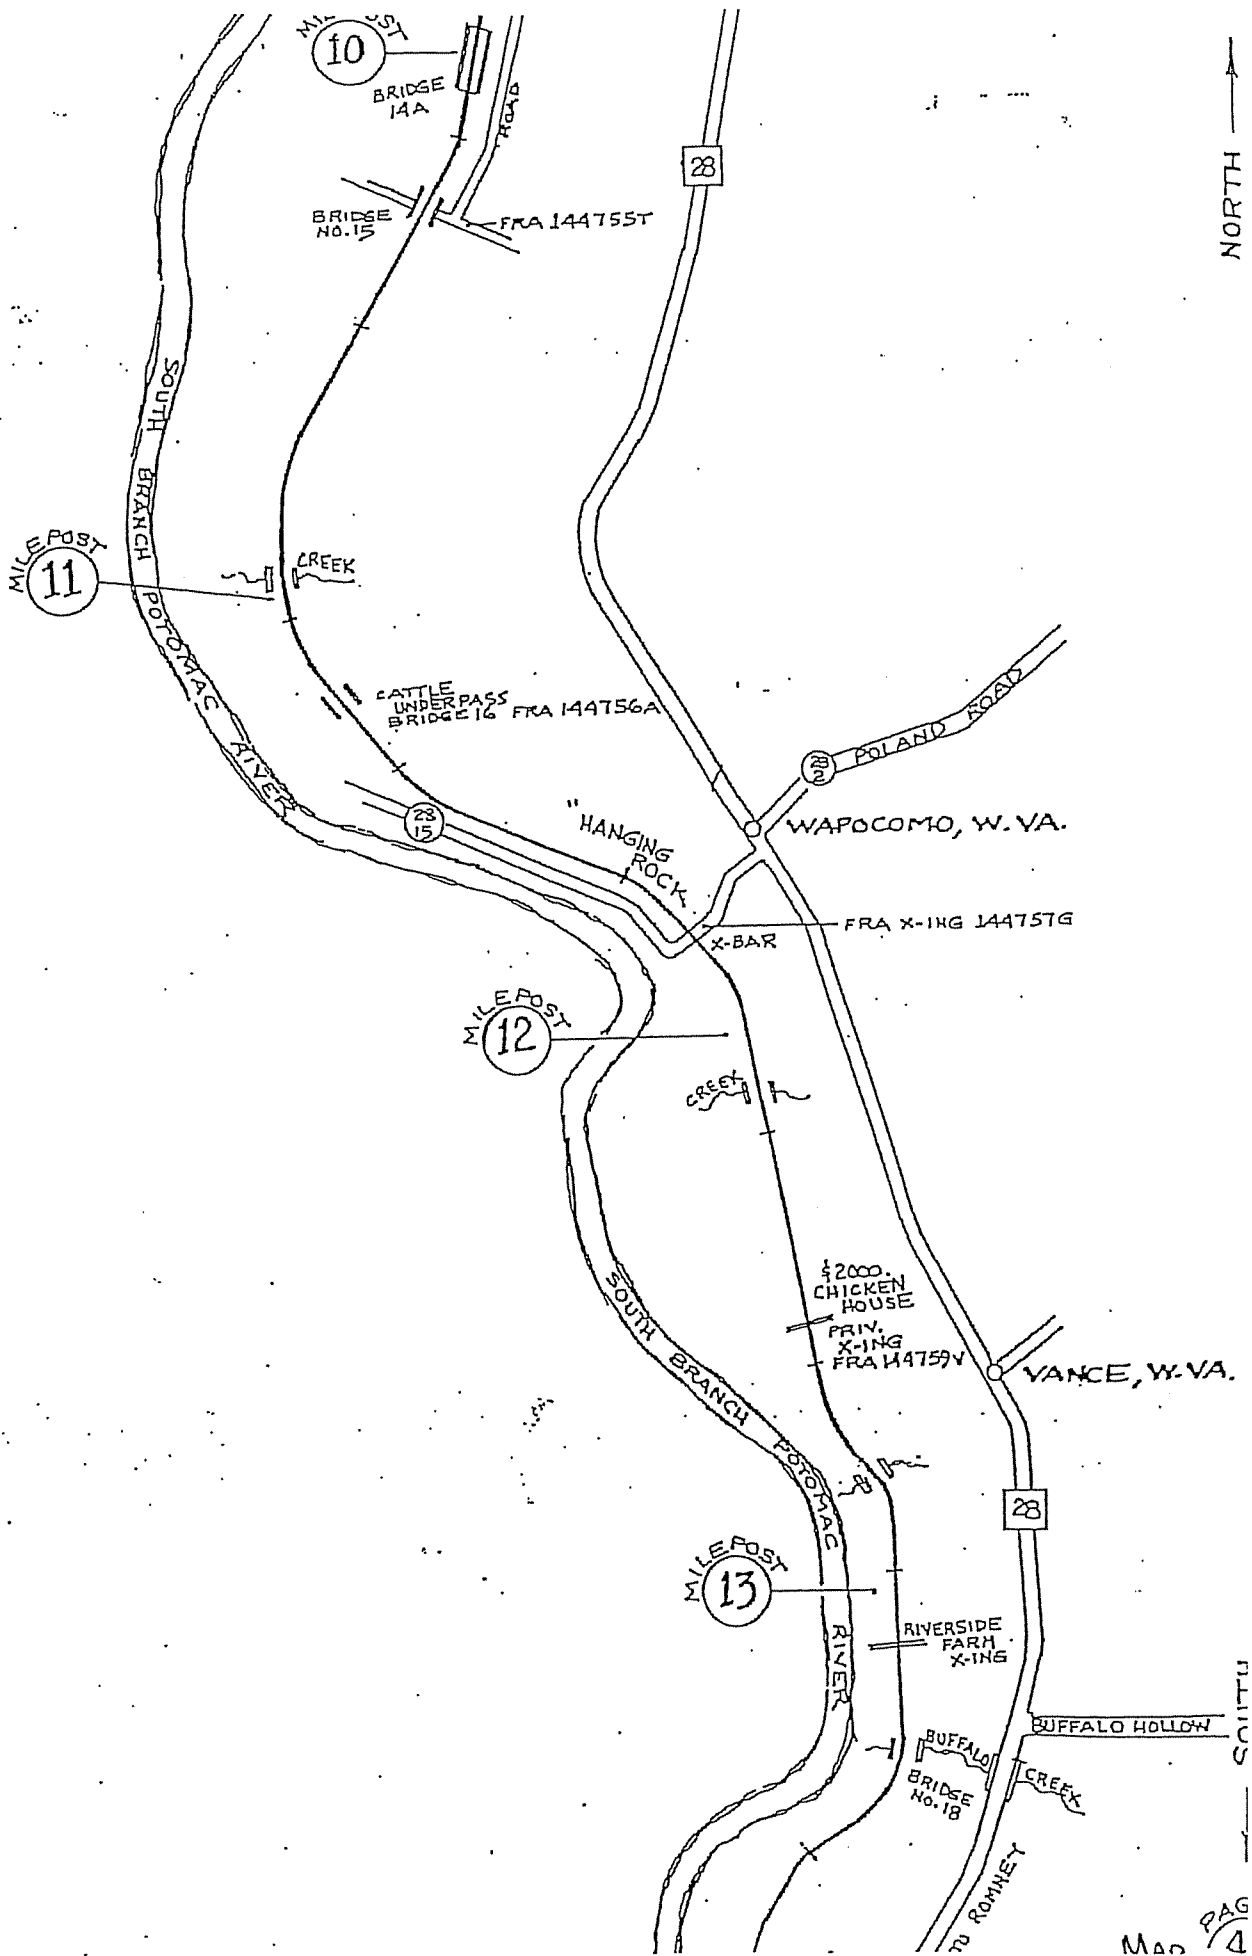 MILEPOST
10
BRIDGE
14A
ROAD
28
NORTH
BRIDGE
NO.15
FRA 144755T
SOUTH BRANCH POTOMAC RIVER
MILEPOST
11
CREEK
CATTLE
UNDERPASS
BRIDGE 16 FRA 144756A
28
2
POLAND ROAD
28
15
"HANGING
ROCK
WAPOCOMO, W.VA.
FRA X-ING 144757G
X-BAR
MILEPOST
12
CREEK
$2000.
CHICKEN
HOUSE
PRIV.
X-ING
FRA 144759V
SOUTH BRANCH POTOMAC RIVER
VANCE, W.VA.
28
MILEPOST
13
RIVERSIDE
FARM
X-ING
BUFFALO HOLLOW
SOUTH
BUFFALO
CREEK
BRIDGE
NO.18
TO ROMNEY
MAP
PAG
4